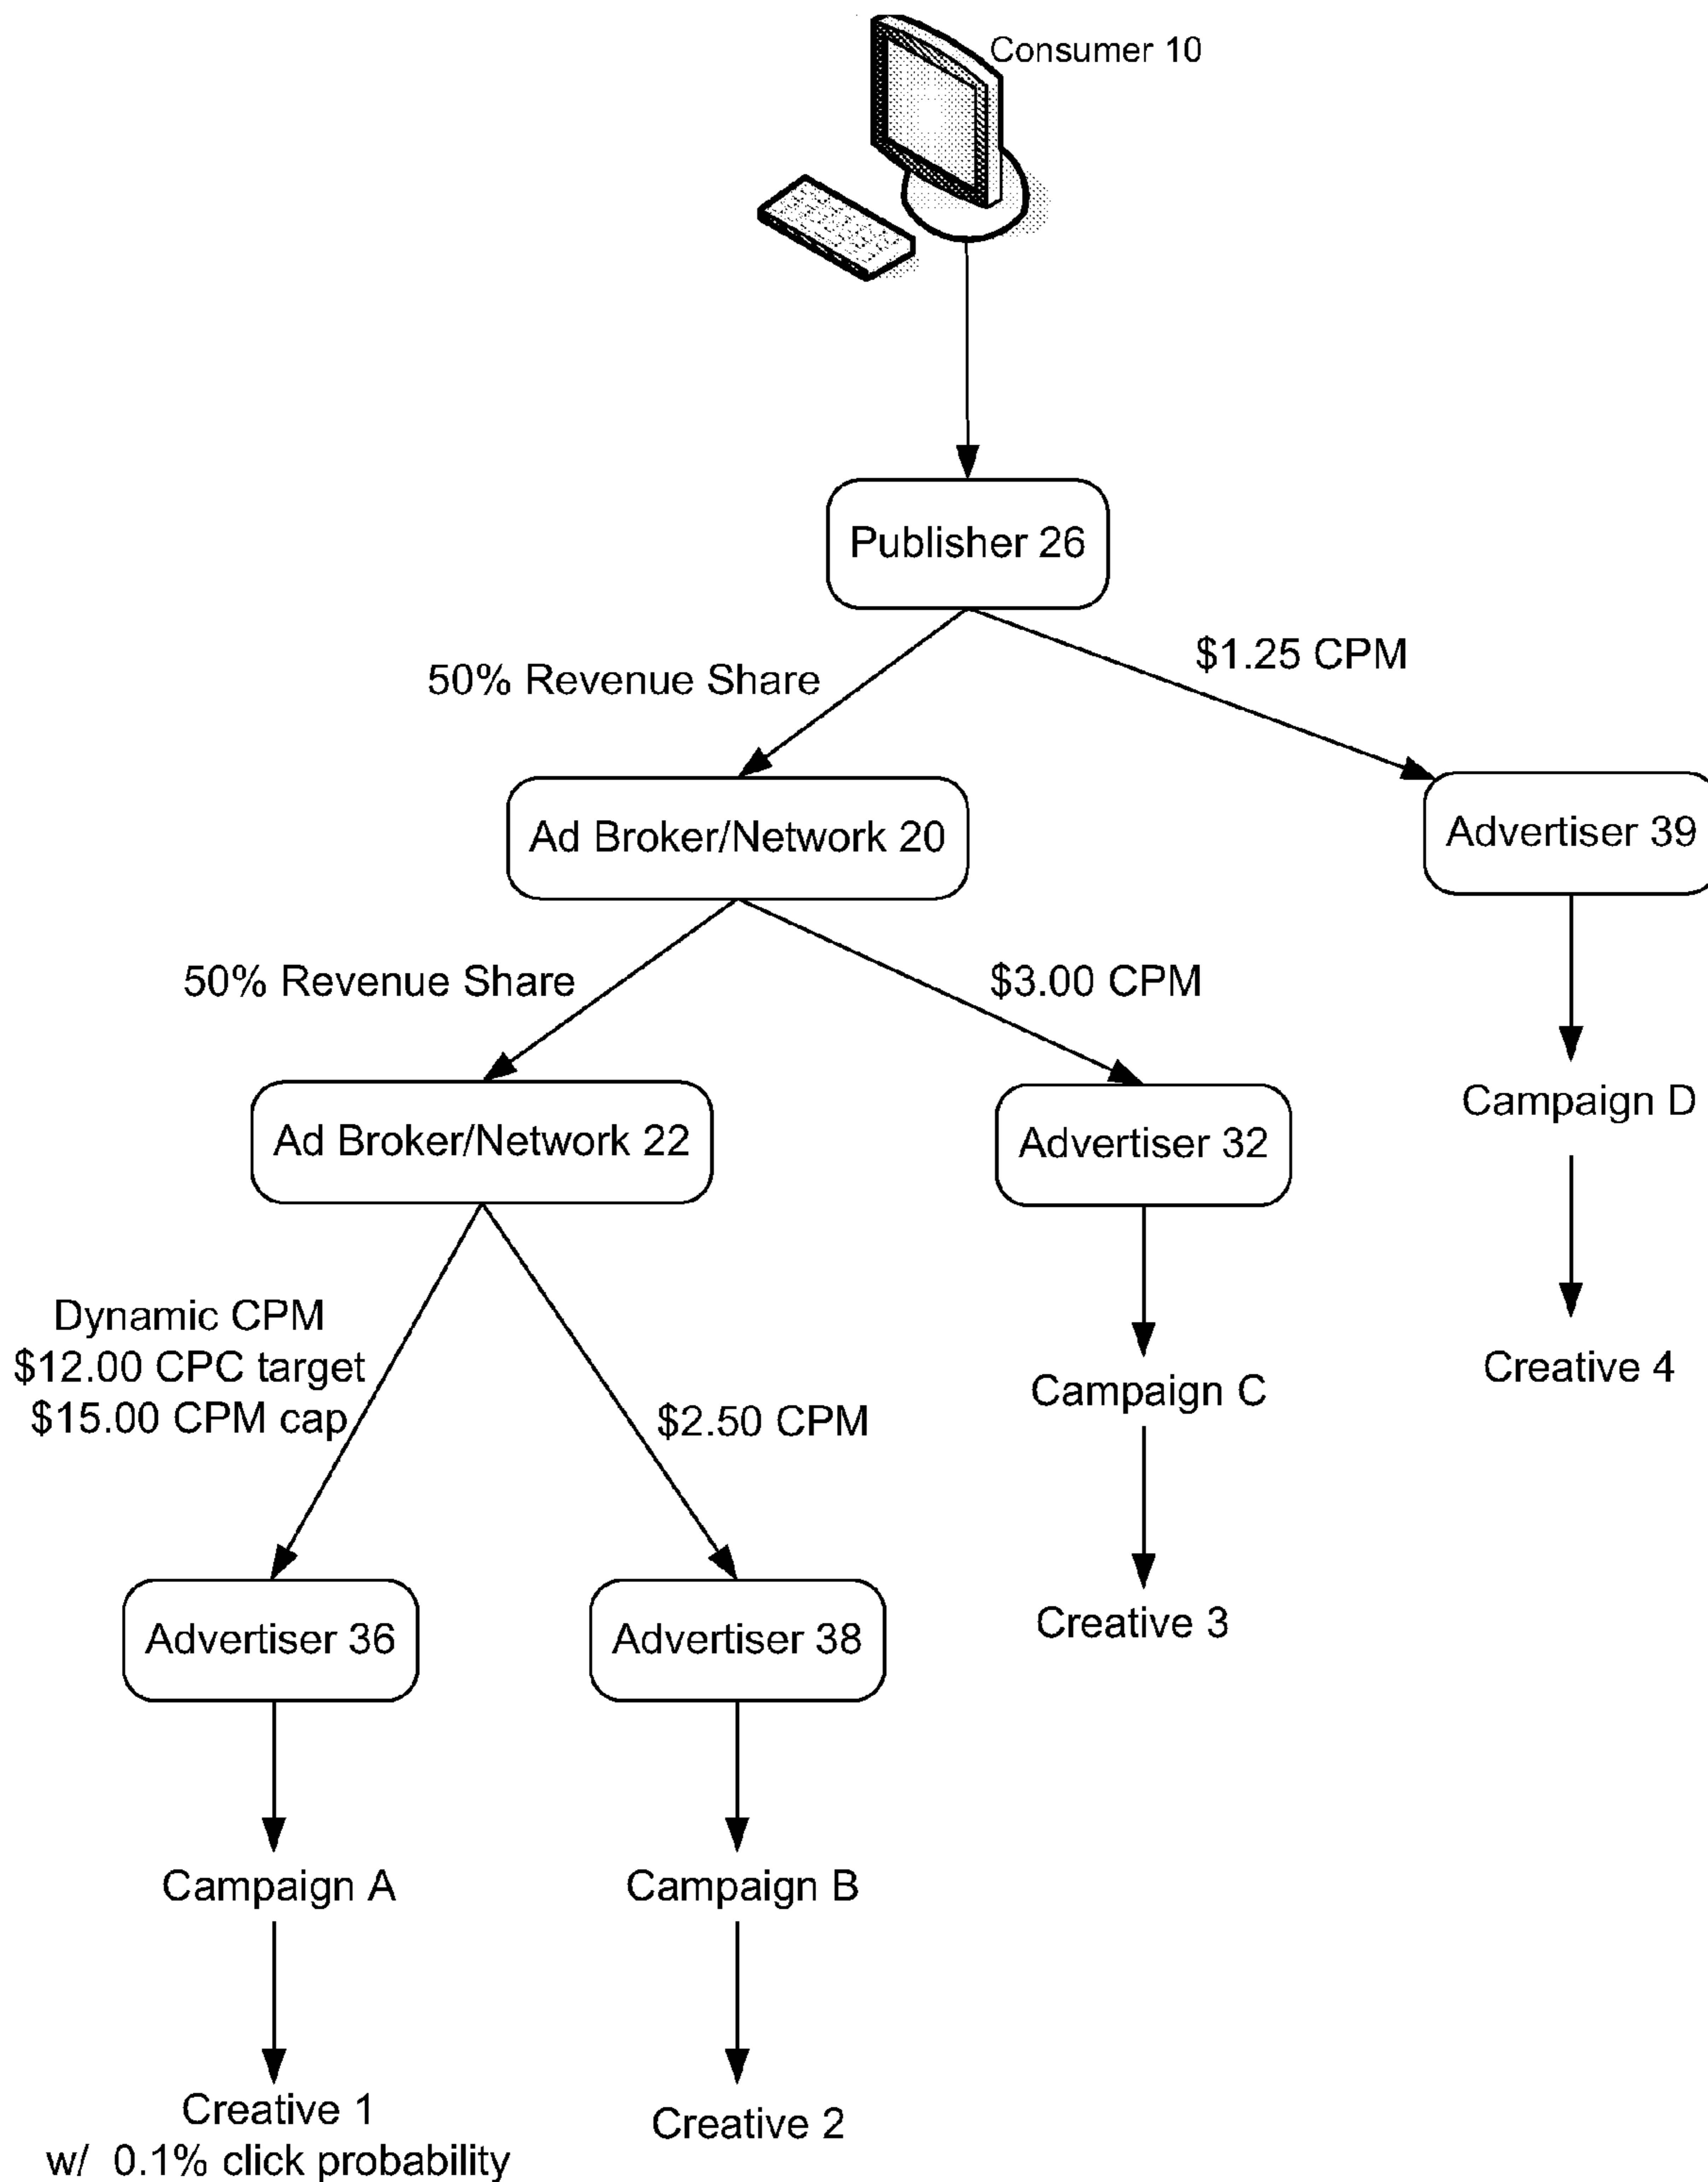 Consumer 10
Publisher 26
50% Revenue Share
$1.25 CPM
Ad Broker/Network 20
Advertiser 39
50% Revenue Share
$3.00 CPM
Ad Broker/Network 22
Advertiser 32
Campaign D
Dynamic CPM
$12.00 CPC target
$15.00 CPM cap
$2.50 CPM
Campaign C
Creative 4
Advertiser 36
Advertiser 38
Creative 3
Campaign A
Campaign B
Creative 1
w/ 0.1% click probability
Creative 2